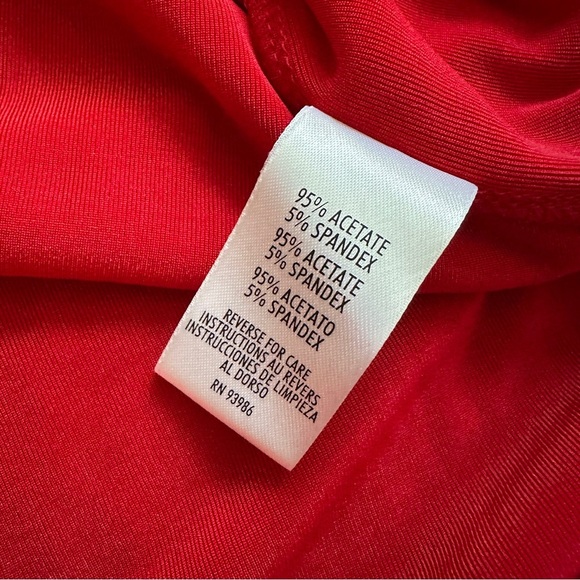 95% ACETATE
5% SPANDEX
95% ACETATE
5% SPANDEX
95% ACETATO
5% SPANDEX
REVERSE FOR CARE
INSTRUCTIONS AU REVERS
INSTRUCCIONES DE LIMPIEZA
AL DORSO
RN 93986